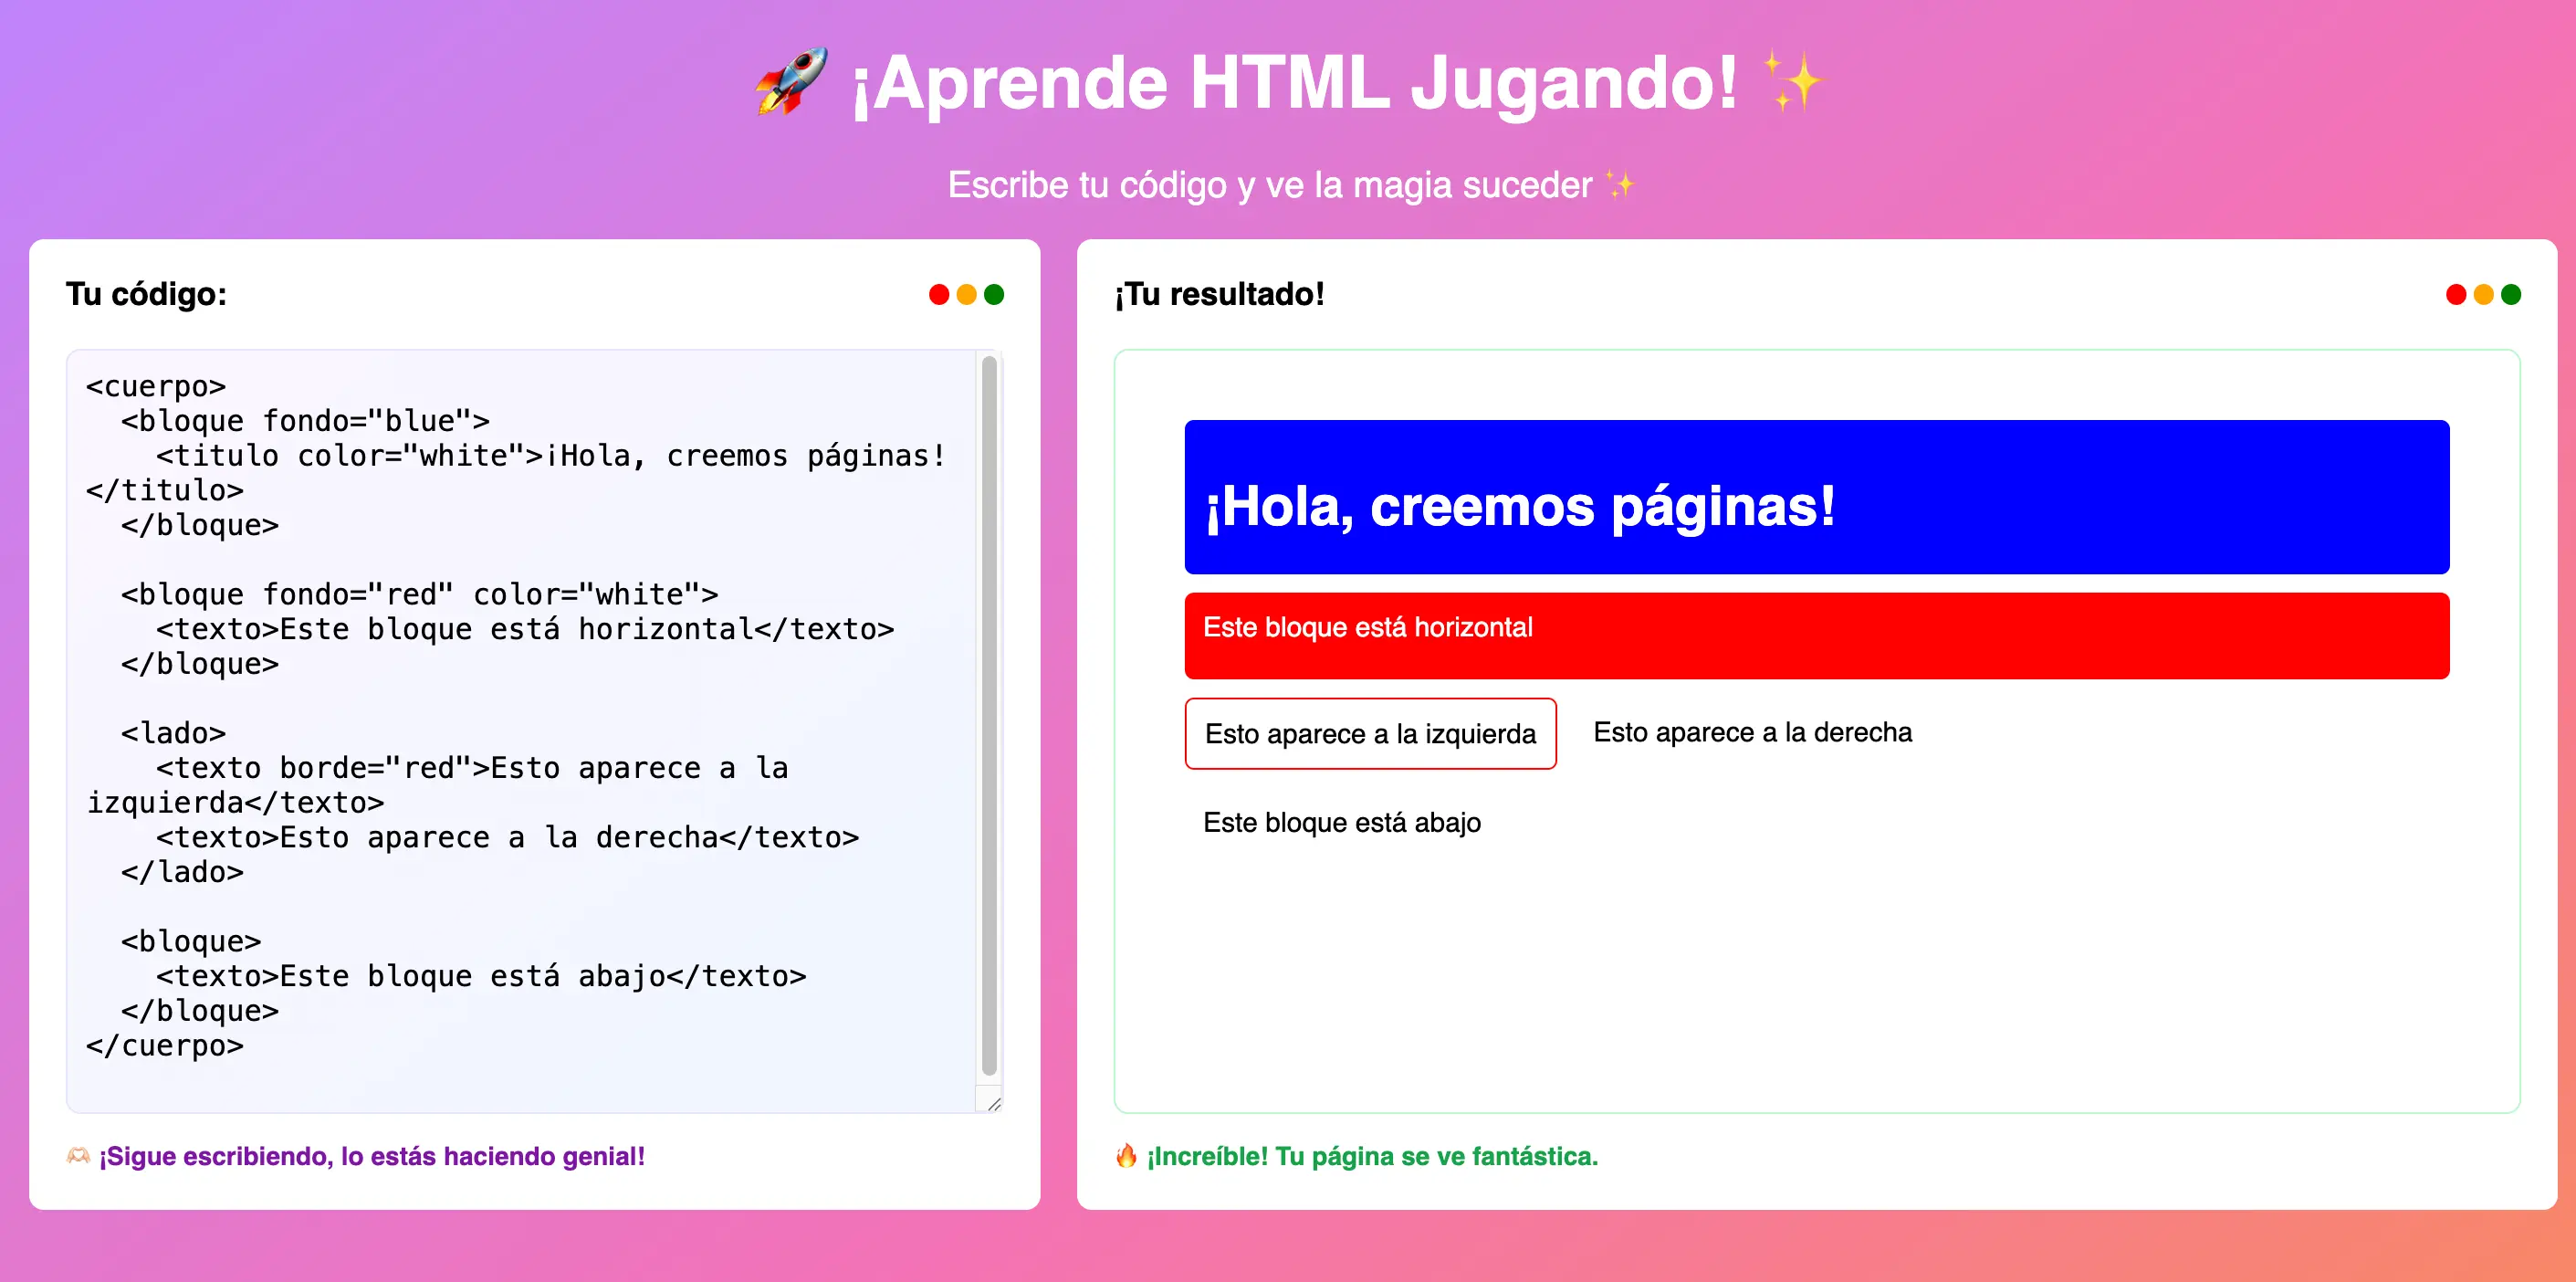 🚀 ¡Aprende HTML Jugando! ✨
Escribe tu código y ve la magia suceder ✨
Tu código:
<cuerpo>
  <bloque fondo="blue">
    <titulo color="white">¡Hola, creemos páginas!
</titulo>
  </bloque>

  <bloque fondo="red" color="white">
    <texto>Este bloque está horizontal</texto>
  </bloque>

  <lado>
    <texto borde="red">Esto aparece a la
izquierda</texto>
    <texto>Esto aparece a la derecha</texto>
  </lado>

  <bloque>
    <texto>Este bloque está abajo</texto>
  </bloque>
</cuerpo>
🫶🏻 ¡Sigue escribiendo, lo estás haciendo genial!
¡Tu resultado!
¡Hola, creemos páginas!
Este bloque está horizontal
Esto aparece a la izquierda Esto aparece a la derecha
Este bloque está abajo
🔥 ¡Increíble! Tu página se ve fantástica.